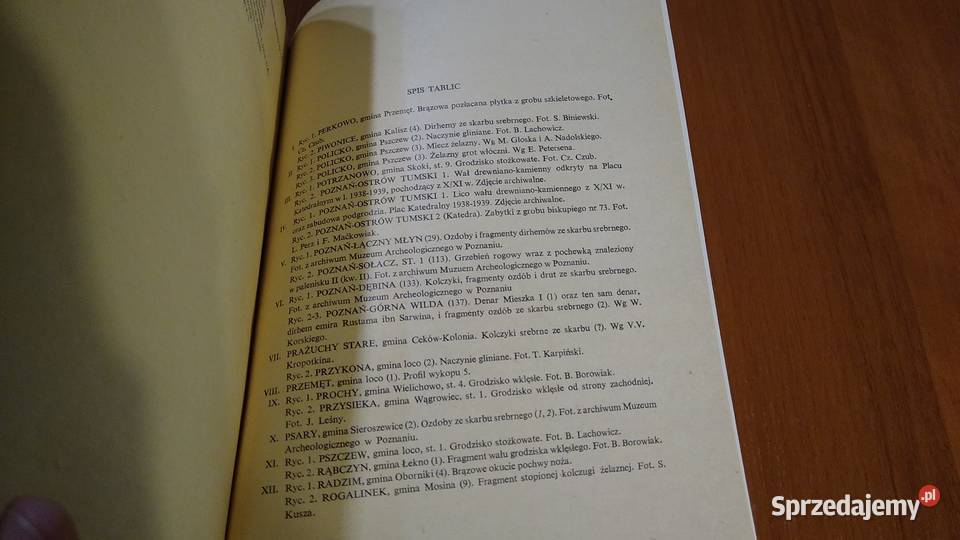 SPIS TABLIC
I. Ryc. 1. PERKOWO, gmina Przemęt. Brązowa pozłacana płytka z grobu szkieletowego. Fot.
Cz. Czub.
Ryc. 2. PIWONICE, gmina Kalisz (4). Dirhemy ze skarbu srebrnego. Fot. S. Biniewski.
II. Ryc. 1. POLICKO, gmina Pszczew (2). Naczynie gliniane. Fot. B. Lachowicz.
Ryc. 2. POLICKO, gmina Pszczew (3). Miecz żelazny. Wg M. Głoska i A. Nadolskiego.
Ryc. 3. POLICKO, gmina Pszczew (3). Żelazny grot włóczni. Wg E. Petersena.
III. Ryc. 1. POTRZANOWO, gmina Skoki, st. 9. Grodzisko stożkowate. Fot. Cz. Czub.
Ryc. 2. POZNAŃ-OSTRÓW TUMSKI 1. Wał drewniano-kamienny odkryty na Placu
Katedralnym w l. 1938-1939, pochodzący z X/XI w. Zdjęcie archiwalne.
IV. Ryc. 1. POZNAŃ-OSTRÓW TUMSKI 1. Lico wału drewniano-kamiennego z X/XI w.
oraz zabudowa podgrodzia. Plac Katedralny 1938-1939. Zdjęcie archiwalne.
Ryc. 2. POZNAŃ-OSTRÓW TUMSKI 2 (Katedra). Zabytki z grobu biskupiego nr 73. Fot.
L. Perz i F. Maćkowiak.
V. Ryc. 1. POZNAŃ-ŁĄCZNY MŁYN (29). Ozdoby i fragmenty dirhemów ze skarbu srebrnego.
Fot. z archiwum Muzeum Archeologicznego w Poznaniu.
Ryc. 2. POZNAŃ-SOŁACZ, ST. 1 (113). Grzebień rogowy wraz z pochewką znaleziony
w palenisku II (kw. II). Fot. z archiwum Muzuem Archeologicznego w Poznaniu.
VI. Ryc. 1. POZNAŃ-DĘBINA (133). Kolczyki, fragmenty ozdób i drut ze skarbu srebrnego.
Fot. z archiwum Muzeum Archeologicznego w Poznaniu
Ryc. 2-3. POZNAŃ-GÓRNA WILDA (137). Denar Mieszka I (1) oraz ten sam denar,
dirhem emira Rustama ibn Sarwina, i fragmenty ozdób ze skarbu srebrnego (2). Wg W.
Korskiego.
VII. PRAŻUCHY STARE, gmina Ceków-Kolonia. Kolczyki srebrne ze skarbu (?). Wg V.V.
Kropotkina.
Ryc. 2. PRZYKONA, gmina loco (2). Naczynie gliniane. Fot. T. Karpiński.
VIII. PRZEMĘT, gmina loco (1). Profil wykopu 5.
IX. Ryc. 1. PROCHY, gmina Wielichowo, st. 4. Grodzisko wklęsłe. Fot. B. Borowiak.
Ryc. 2. PRZYSIEKA, gmina Wągrowiec, st. 1. Grodzisko wklęsłe od strony zachodniej.
Fot. J. Leśny.
X. PSARY, gmina Sieroszewice (2). Ozdoby ze skarbu srebrnego (1, 2). Fot. z archiwum Muzeum
Archeologicznego w Poznaniu.
XI. Ryc. 1. PSZCZEW, gmina loco, st. 1. Grodzisko stożkowate. Fot. B. Lachowicz.
Ryc. 2. RĄBCZYN, gmina Łekno (1). Fragment wału grodziska wklęsłego. Fot. B. Borowiak.
XII. Ryc. 1. RADZIM, gmina Oborniki (4). Brązowe okucie pochwy noża.
Ryc. 2. ROGALINEK, gmina Mosina (9). Fragment stopionej kolczugi żelaznej. Fot. S.
Kusza.
Sprzedajemy.pl